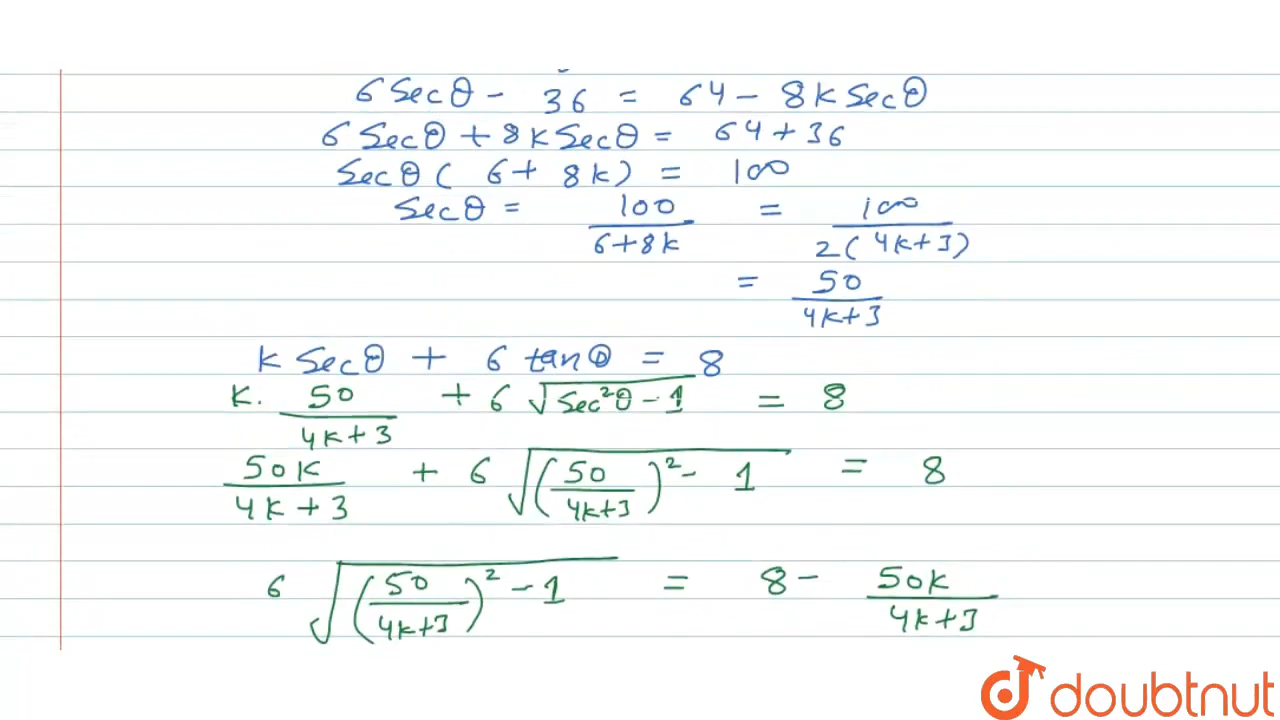 6 Secθ - 36 = 64 - 8k Secθ
6 Secθ + 8k Secθ = 64 + 36
Secθ ( 6 + 8k ) = 100
Secθ = 100/(6+8k) = 100/(2(4k+3))
= 50/(4k+3)
k Secθ + 6 tanθ = 8
k. 50/(4k+3) + 6 √(Sec²θ - 1) = 8
50k/(4k+3) + 6 √((50/(4k+3))² - 1) = 8
6 √((50/(4k+3))² - 1) = 8 - 50k/(4k+3)
doubtnut